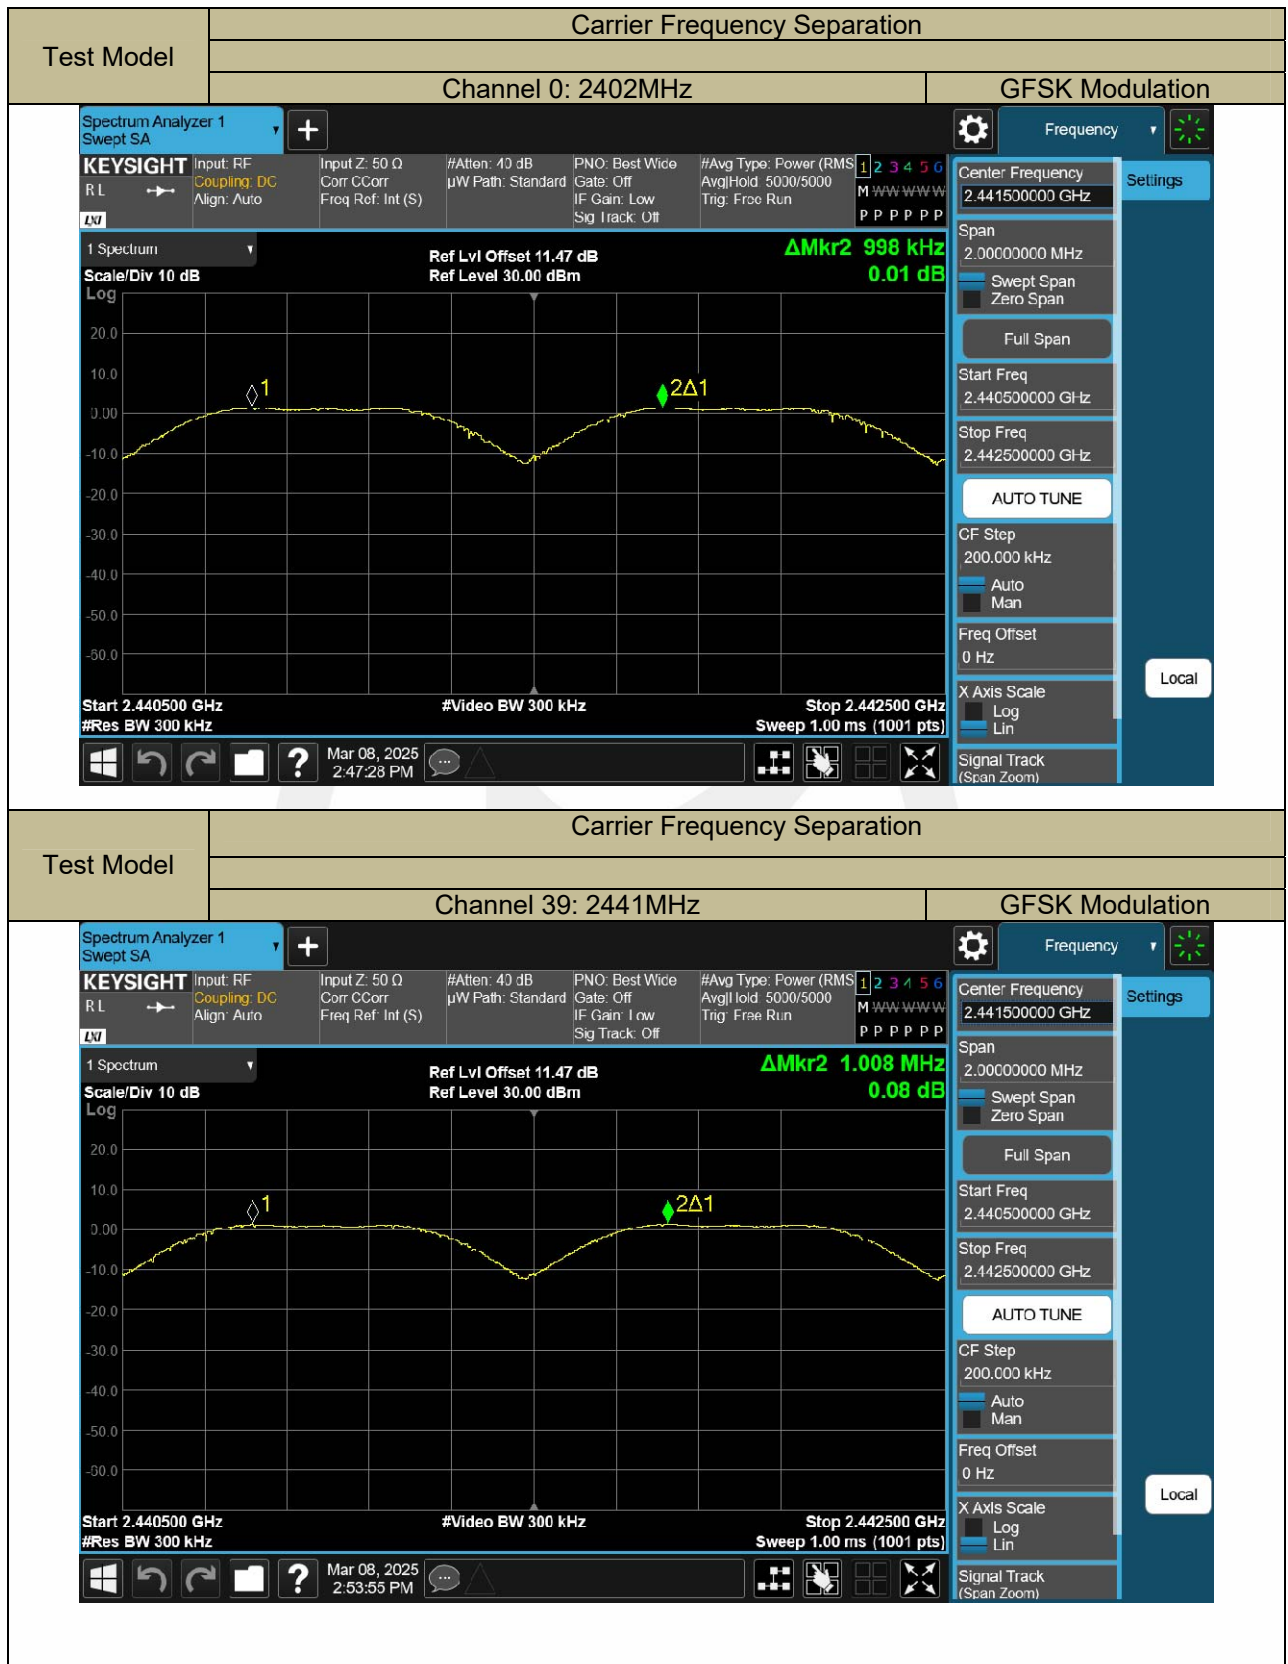 Test Model
Carrier Frequency Separation
Channel 0: 2402MHz
GFSK Modulation
Spectrum Analyzer 1
Swept SA
+
Frequency
KEYSIGHT
RL
LXI
Input: RF
Coupling: DC
Align: Auto
Input Z: 50 Ω
Corr CCorr
Freq Ref: Int (S)
#Atten: 40 dB
µW Path: Standard
PNO: Best Wide
Gate: Off
IF Gain: Low
Sig Track: Off
#Avg Type: Power (RMS
Avg|Hold: 5000/5000
Trig: Free Run
1 2 3 4 5 6
M W W W W W
P P P P P P
1 Spectrum
Scale/Div 10 dB
Log
Ref Lvl Offset 11.47 dB
Ref Level 30.00 dBm
ΔMkr2 998 kHz
0.01 dB
20.0
10.0
0.00
-10.0
-20.0
-30.0
-40.0
-50.0
-60.0
1
2Δ1
Start 2.440500 GHz
#Res BW 300 kHz
#Video BW 300 kHz
Stop 2.442500 GHz
Sweep 1.00 ms (1001 pts)
?
Mar 08, 2025
2:47:28 PM
Center Frequency
2.441500000 GHz
Settings
Span
2.00000000 MHz
Swept Span
Zero Span
Full Span
Start Freq
2.440500000 GHz
Stop Freq
2.442500000 GHz
AUTO TUNE
CF Step
200.000 kHz
Auto
Man
Freq Offset
0 Hz
X Axis Scale
Log
Lin
Local
Signal Track
(Span Zoom)
Test Model
Carrier Frequency Separation
Channel 39: 2441MHz
GFSK Modulation
Spectrum Analyzer 1
Swept SA
+
Frequency
KEYSIGHT
RL
LXI
Input: RF
Coupling: DC
Align: Auto
Input Z: 50 Ω
Corr CCorr
Freq Ref: Int (S)
#Atten: 40 dB
µW Path: Standard
PNO: Best Wide
Gate: Off
IF Gain: Low
Sig Track: Off
#Avg Type: Power (RMS
Avg|Hold: 5000/5000
Trig: Free Run
1 2 3 4 5 6
M W W W W W
P P P P P P
1 Spectrum
Scale/Div 10 dB
Log
Ref Lvl Offset 11.47 dB
Ref Level 30.00 dBm
ΔMkr2 1.008 MHz
0.08 dB
20.0
10.0
0.00
-10.0
-20.0
-30.0
-40.0
-50.0
-60.0
1
2Δ1
Start 2.440500 GHz
#Res BW 300 kHz
#Video BW 300 kHz
Stop 2.442500 GHz
Sweep 1.00 ms (1001 pts)
?
Mar 08, 2025
2:53:55 PM
Center Frequency
2.441500000 GHz
Settings
Span
2.00000000 MHz
Swept Span
Zero Span
Full Span
Start Freq
2.440500000 GHz
Stop Freq
2.442500000 GHz
AUTO TUNE
CF Step
200.000 kHz
Auto
Man
Freq Offset
0 Hz
X Axis Scale
Log
Lin
Local
Signal Track
(Span Zoom)